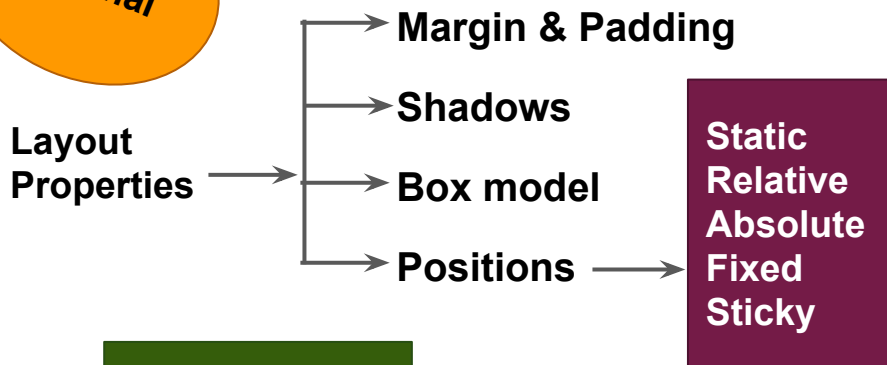 Margin & Padding
Shadows
Layout
Properties
Box model
Positions
Static
Relative
Absolute
Fixed
Sticky